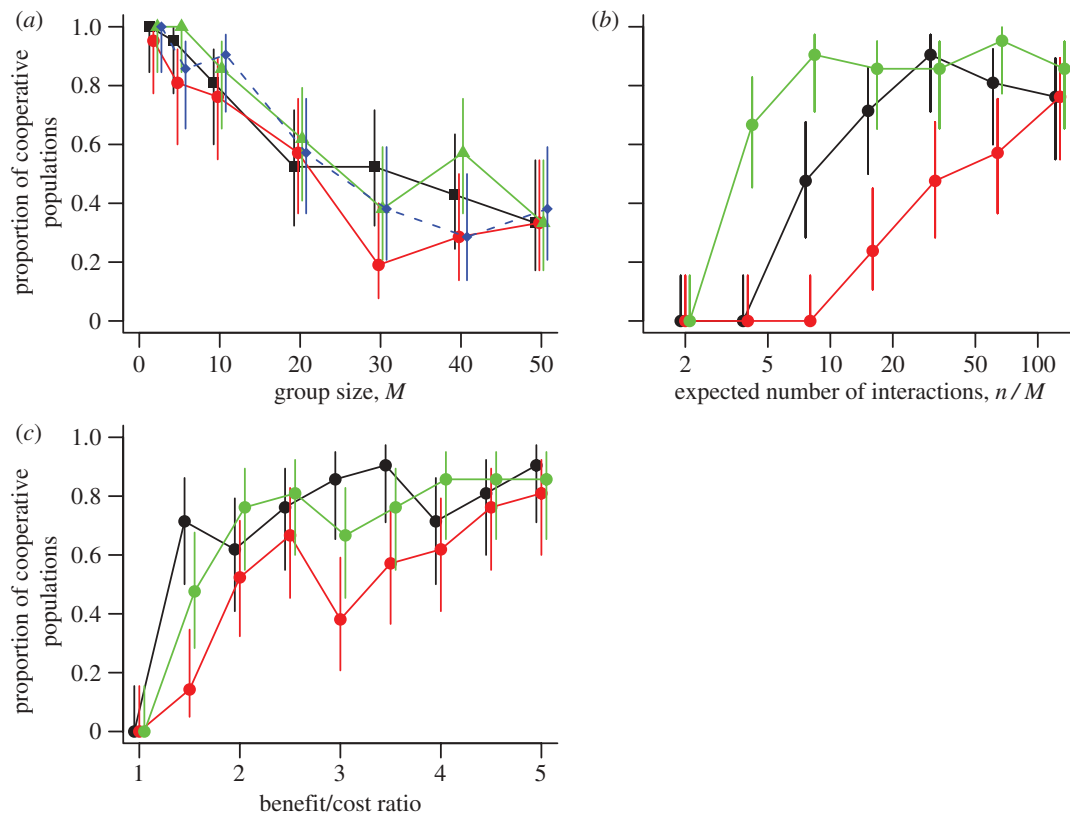 (a)
proportion of cooperative
populations
1.0
0.8
0.6
0.4
0.2
0
0 10 20 30 40 50
group size, M
(b)
2 5 10 20 50 100
expected number of interactions, n / M
(c)
proportion of cooperative
populations
1.0
0.8
0.6
0.4
0.2
0
1 2 3 4 5
benefit/cost ratio